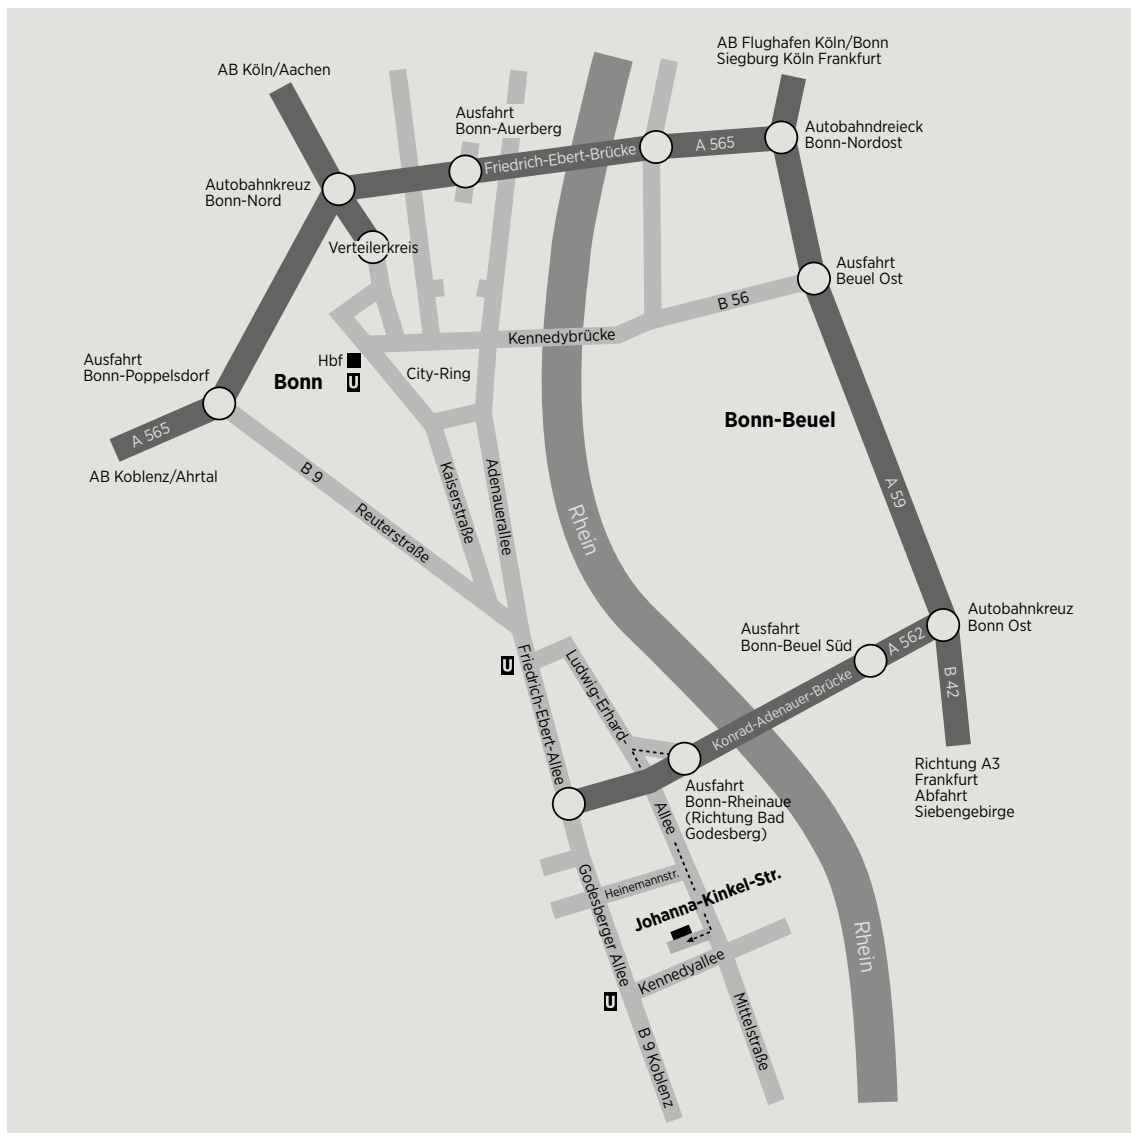 AB Flughafen Köln/Bonn
Siegburg Köln Frankfurt
AB Köln/Aachen
Ausfahrt
Bonn-Auerberg
Autobahndreieck
Bonn-Nordost
Friedrich-Ebert-Brücke
A 565
Autobahnkreuz
Bonn-Nord
Verteilerkreis
Ausfahrt
Beuel Ost
B 56
Kennedybrücke
Ausfahrt
Bonn-Poppelsdorf
Hbf
Bonn
U
City-Ring
Bonn-Beuel
A 565
AB Koblenz/Ahrtal
B 9
Reuterstraße
Kaiserstraße
Adenauerallee
Rhein
A 59
Autobahnkreuz
Bonn Ost
Ausfahrt
Bonn-Beuel Süd
A 562
B 42
Konrad-Adenauer-Brücke
U
Friedrich-Ebert-Allee
Ludwig-Erhard-
Allee
Richtung A3
Frankfurt
Abfahrt
Siebengebirge
Ausfahrt
Bonn-Rheinaue
(Richtung Bad
Godesberg)
Heinemannstr.
Johanna-Kinkel-Str.
Godesberger Allee
Kennedyallee
Rhein
U
Mittelstraße
B 9 Koblenz